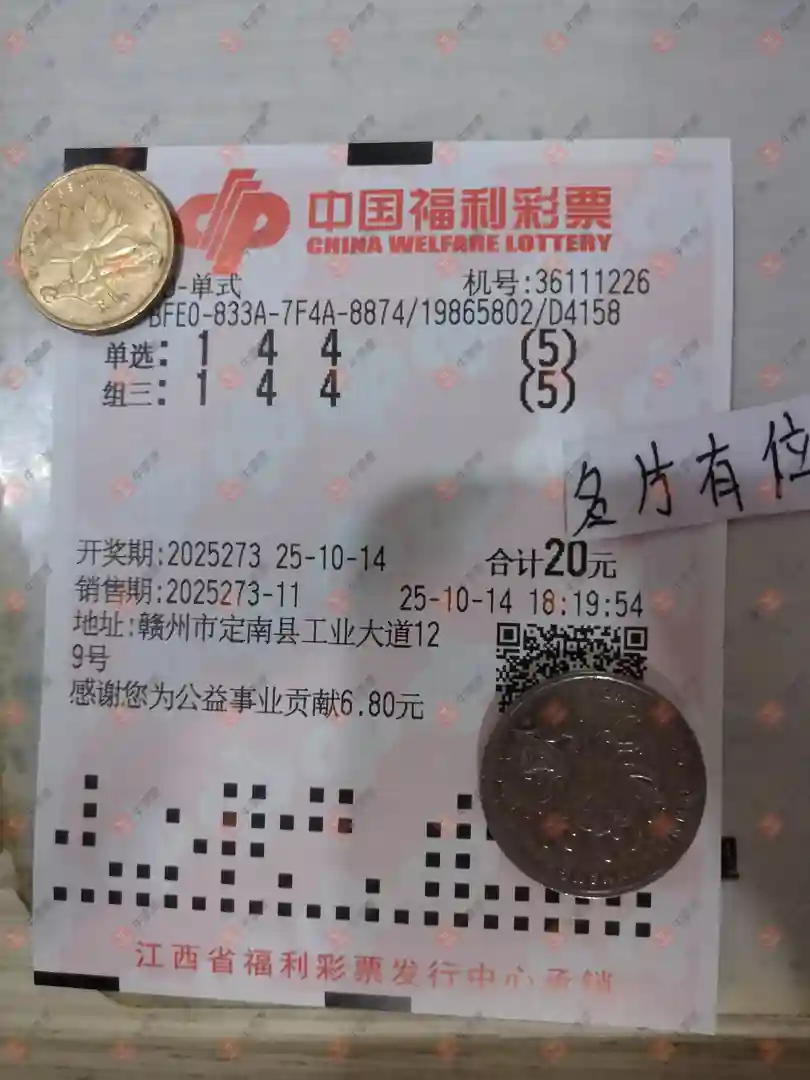 中国福利彩票
CHINA WELFARE LOTTERY
-单式 机号:36111226
BFE0-833A-7F4A-8874/19865802/D4158
单选: 1 4 4 (5)
组三: 1 4 4 (5)
名片有位
开奖期:2025273 25-10-14 合计20元
销售期:2025273-11 25-10-14 18:19:54
地址:赣州市定南县工业大道12
9号
感谢您为公益事业贡献6.80元
江西省福利彩票发行中心承销